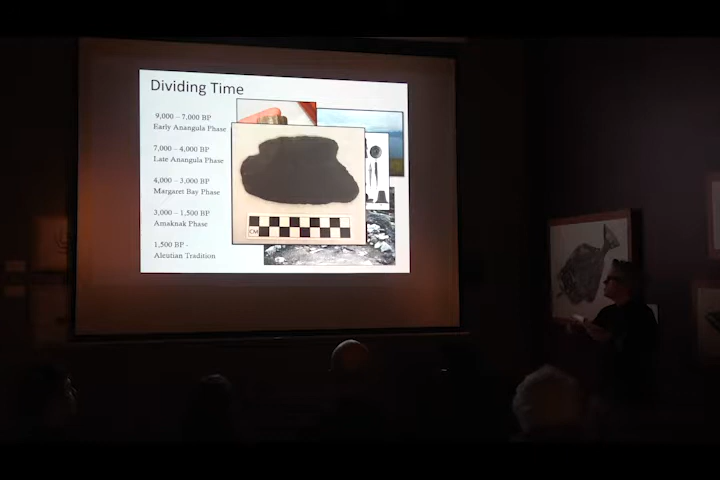 Dividing Time
9,000 – 7,000 BP
Early Anangula Phase
7,000 – 4,000 BP
Late Anangula Phase
4,000 – 3,000 BP
Margaret Bay Phase
3,000 – 1,500 BP
Amaknak Phase
1,500 BP -
Aleutian Tradition
CM